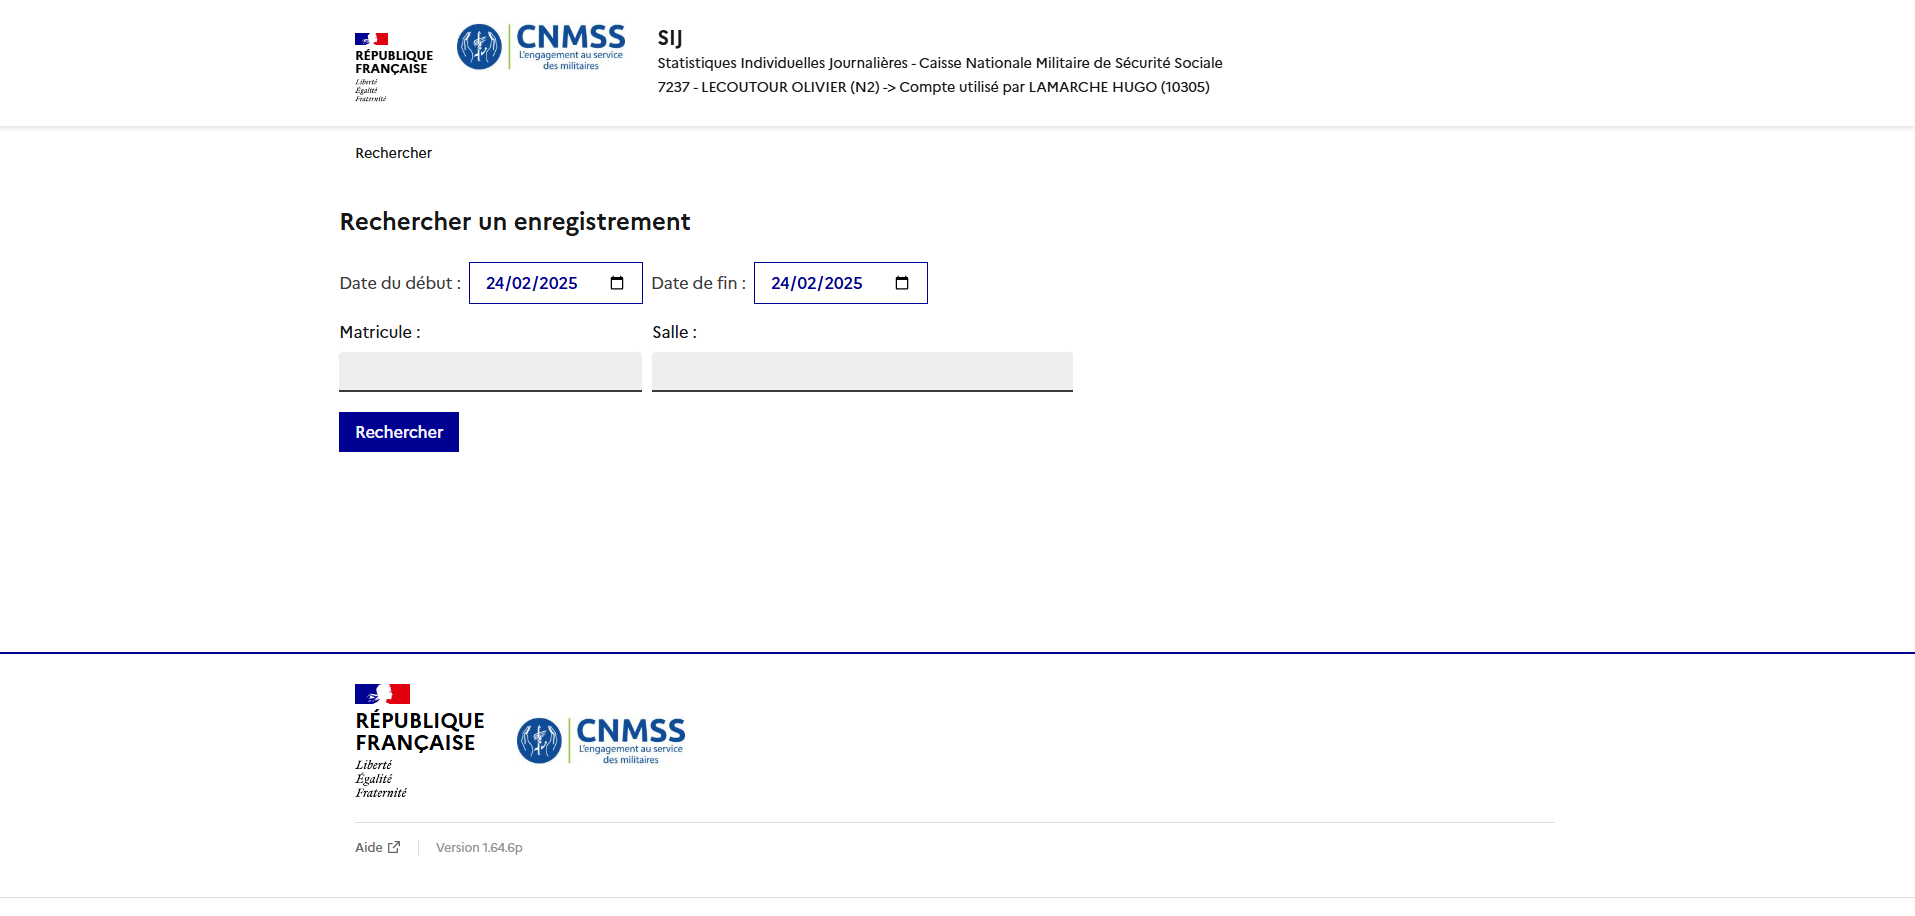 RÉPUBLIQUE
FRANÇAISE
Liberté
Égalité
Fraternité
CNMSS
L'engagement au service
des militaires
SIJ
Statistiques Individuelles Journalières - Caisse Nationale Militaire de Sécurité Sociale
7237 - LECOUTOUR OLIVIER (N2) -> Compte utilisé par LAMARCHE HUGO (10305)
Rechercher
Rechercher un enregistrement
Date du début : 24/02/2025 Date de fin : 24/02/2025
Matricule : Salle :
Rechercher
RÉPUBLIQUE
FRANÇAISE
Liberté
Égalité
Fraternité
CNMSS
L'engagement au service
des militaires
Aide Version 1.64.6p